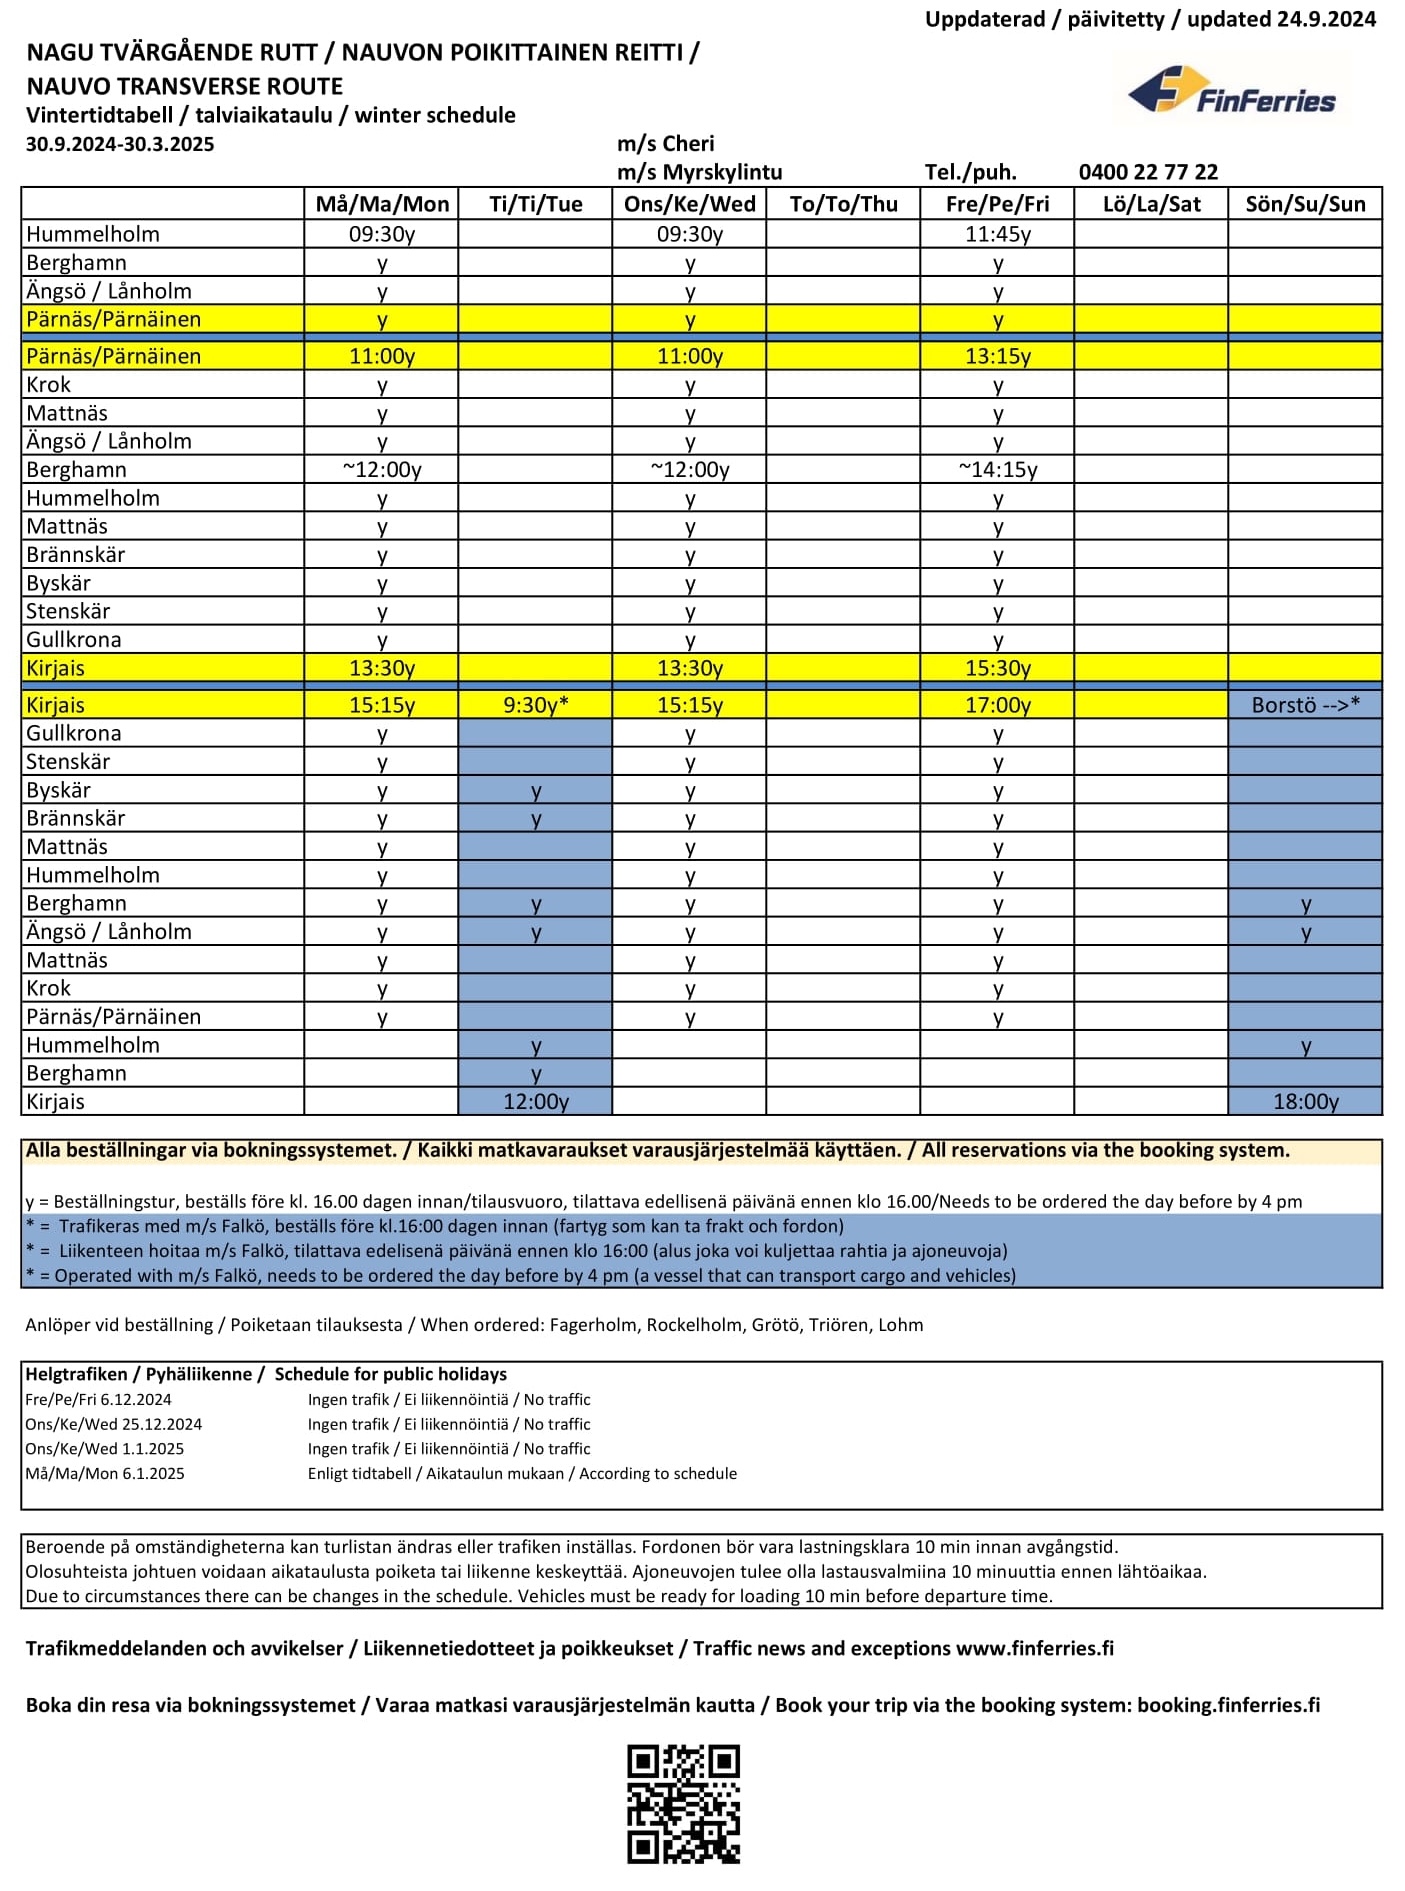 Uppdaterad / päivitetty / updated 24.9.2024
NAGU TVÄRGÅENDE RUTT / NAUVON POIKITTAINEN REITTI /
NAUVO TRANSVERSE ROUTE
FinFerries
Vintertidtabell / talviaikataulu / winter schedule
30.9.2024-30.3.2025 m/s Cheri
m/s Myrskylintu Tel./puh. 0400 22 77 22
Må/Ma/Mon Ti/Ti/Tue Ons/Ke/Wed To/To/Thu Fre/Pe/Fri Lö/La/Sat Sön/Su/Sun
Hummelholm 09:30y 09:30y 11:45y
Berghamn y y y
Ängsö / Lånholm y y y
Pärnäs/Pärnäinen y y y
Pärnäs/Pärnäinen 11:00y 11:00y 13:15y
Krok y y y
Mattnäs y y y
Ängsö / Lånholm y y y
Berghamn ~12:00y ~12:00y ~14:15y
Hummelholm y y y
Mattnäs y y y
Brännskär y y y
Byskär y y y
Stenskär y y y
Gullkrona y y y
Kirjais 13:30y 13:30y 15:30y
Kirjais 15:15y 9:30y* 15:15y 17:00y Borstö -->*
Gullkrona y y y
Stenskär y y y
Byskär y y y y
Brännskär y y y y
Mattnäs y y y
Hummelholm y y y
Berghamn y y y y y
Ängsö / Lånholm y y y y y
Mattnäs y y y
Krok y y y
Pärnäs/Pärnäinen y y y
Hummelholm y y
Berghamn y
Kirjais 12:00y 18:00y
Alla beställningar via bokningssystemet. / Kaikki matkavaraukset varausjärjestelmää käyttäen. / All reservations via the booking system.
y = Beställningstur, beställs före kl. 16.00 dagen innan/tilausvuoro, tilattava edellisenä päivänä ennen klo 16.00/Needs to be ordered the day before by 4 pm
* = Trafikeras med m/s Falkö, beställs före kl.16:00 dagen innan (fartyg som kan ta frakt och fordon)
* = Liikenteen hoitaa m/s Falkö, tilattava edelisenä päivänä ennen klo 16:00 (alus joka voi kuljettaa rahtia ja ajoneuvoja)
* = Operated with m/s Falkö, needs to be ordered the day before by 4 pm (a vessel that can transport cargo and vehicles)
Anlöper vid beställning / Poiketaan tilauksesta / When ordered: Fagerholm, Rockelholm, Grötö, Triören, Lohm
Helgtrafiken / Pyhäliikenne / Schedule for public holidays
Fre/Pe/Fri 6.12.2024 Ingen trafik / Ei liikennöintiä / No traffic
Ons/Ke/Wed 25.12.2024 Ingen trafik / Ei liikennöintiä / No traffic
Ons/Ke/Wed 1.1.2025 Ingen trafik / Ei liikennöintiä / No traffic
Må/Ma/Mon 6.1.2025 Enligt tidtabell / Aikataulun mukaan / According to schedule
Beroende på omständigheterna kan turlistan ändras eller trafiken inställas. Fordonen bör vara lastningsklara 10 min innan avgångstid.
Olosuhteista johtuen voidaan aikataulusta poiketa tai liikenne keskeyttää. Ajoneuvojen tulee olla lastausvalmiina 10 minuuttia ennen lähtöaikaa.
Due to circumstances there can be changes in the schedule. Vehicles must be ready for loading 10 min before departure time.
Trafikmeddelanden och avvikelser / Liikennetiedotteet ja poikkeukset / Traffic news and exceptions www.finferries.fi
Boka din resa via bokningssystemet / Varaa matkasi varausjärjestelmän kautta / Book your trip via the booking system: booking.finferries.fi